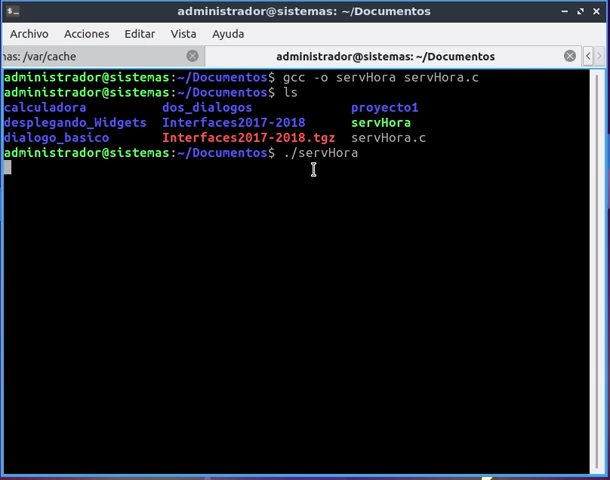 administrador@sistemas: ~/Documentos
Archivo Acciones Editar Vista Ayuda
mas: /var/cache administrador@sistemas: ~/Documentos
administrador@sistemas:~/Documentos$ gcc -o servHora servHora.c
administrador@sistemas:~/Documentos$ ls
calculadora dos_dialogos proyecto1
desplegando_Widgets Interfaces2017-2018 servHora
dialogo_basico Interfaces2017-2018.tgz servHora.c
administrador@sistemas:~/Documentos$ ./servHora